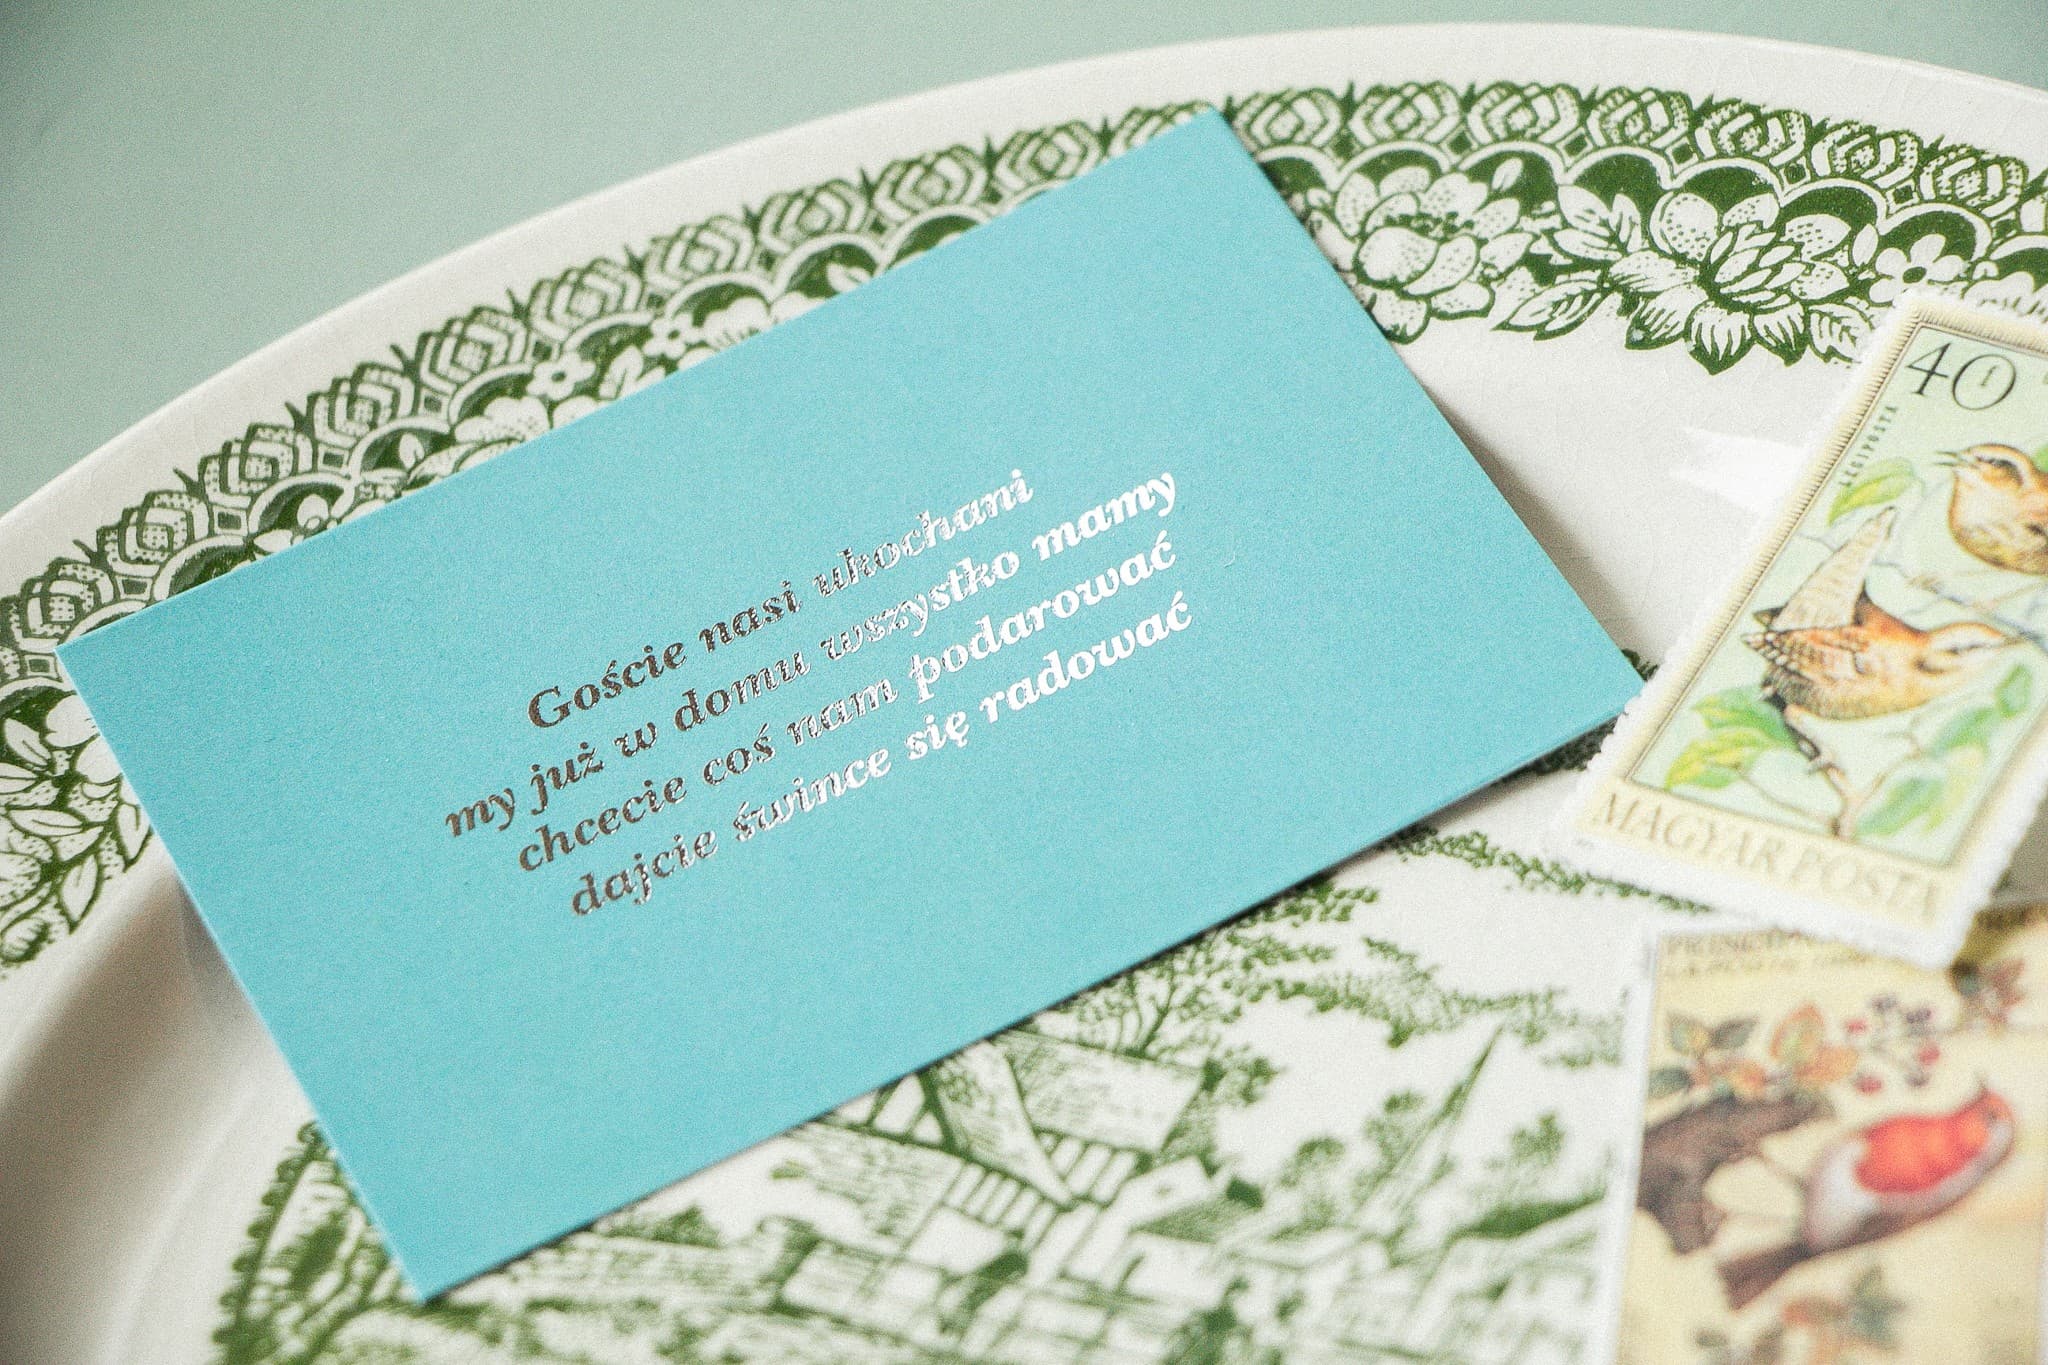 Goście nasi ukochani
my już w domu wszystko mamy
chcecie coś nam podarować
dajcie śwince się radować
40 f
LÉGIPOSTA
MAGYAR POSTA